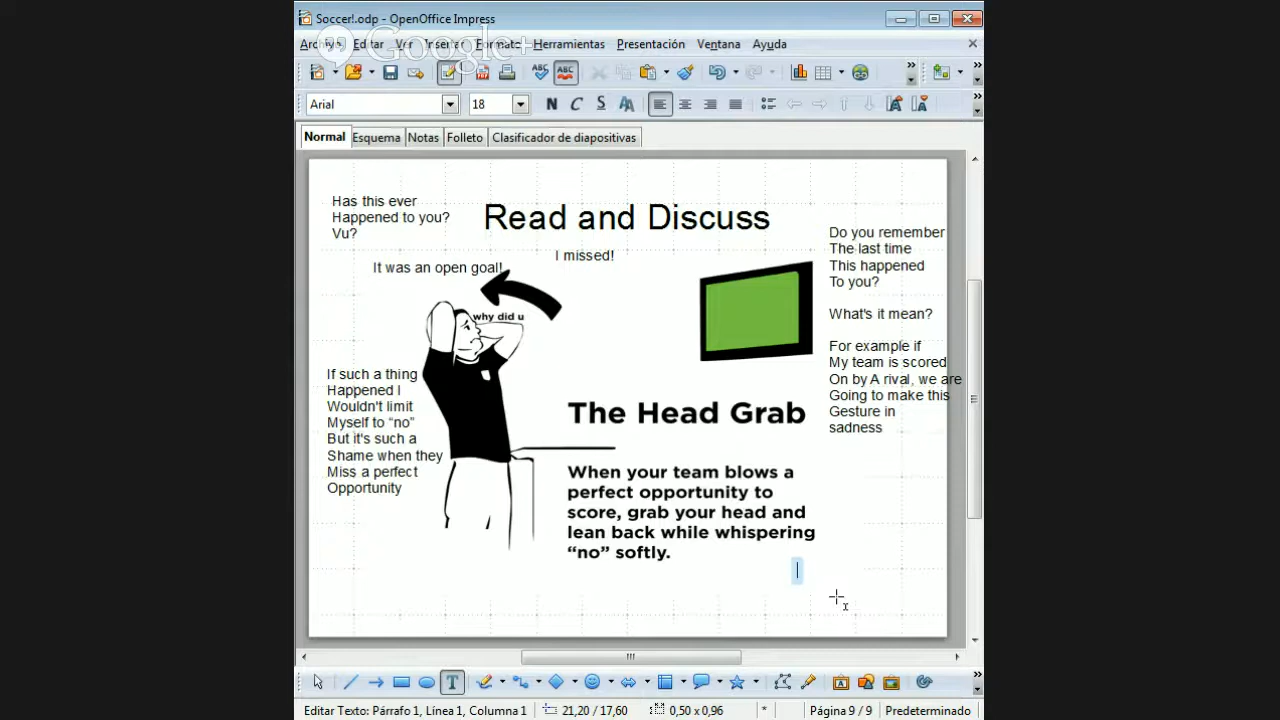 Soccer!.odp - OpenOffice Impress
Archivo Editar Ver Insertar Formato Herramientas Presentación Ventana Ayuda
Google+
ABC ABC
Arial 18 N C S
Normal Esquema Notas Folleto Clasificador de diapositivas
Has this ever
Happened to you?
Vu?
Read and Discuss
I missed!
It was an open goal!
why did u
Do you remember
The last time
This happened
To you?
What's it mean?
For example if
My team is scored
On by A rival, we are
Going to make this
Gesture in
sadness
If such a thing
Happened I
Wouldn't limit
Myself to “no”
But it's such a
Shame when they
Miss a perfect
Opportunity
The Head Grab
When your team blows a
perfect opportunity to
score, grab your head and
lean back while whispering
“no” softly.
Editar Texto: Párrafo 1, Línea 1, Columna 1 21,20 / 17,60 0,50 x 0,96 * Página 9 / 9 Predeterminado